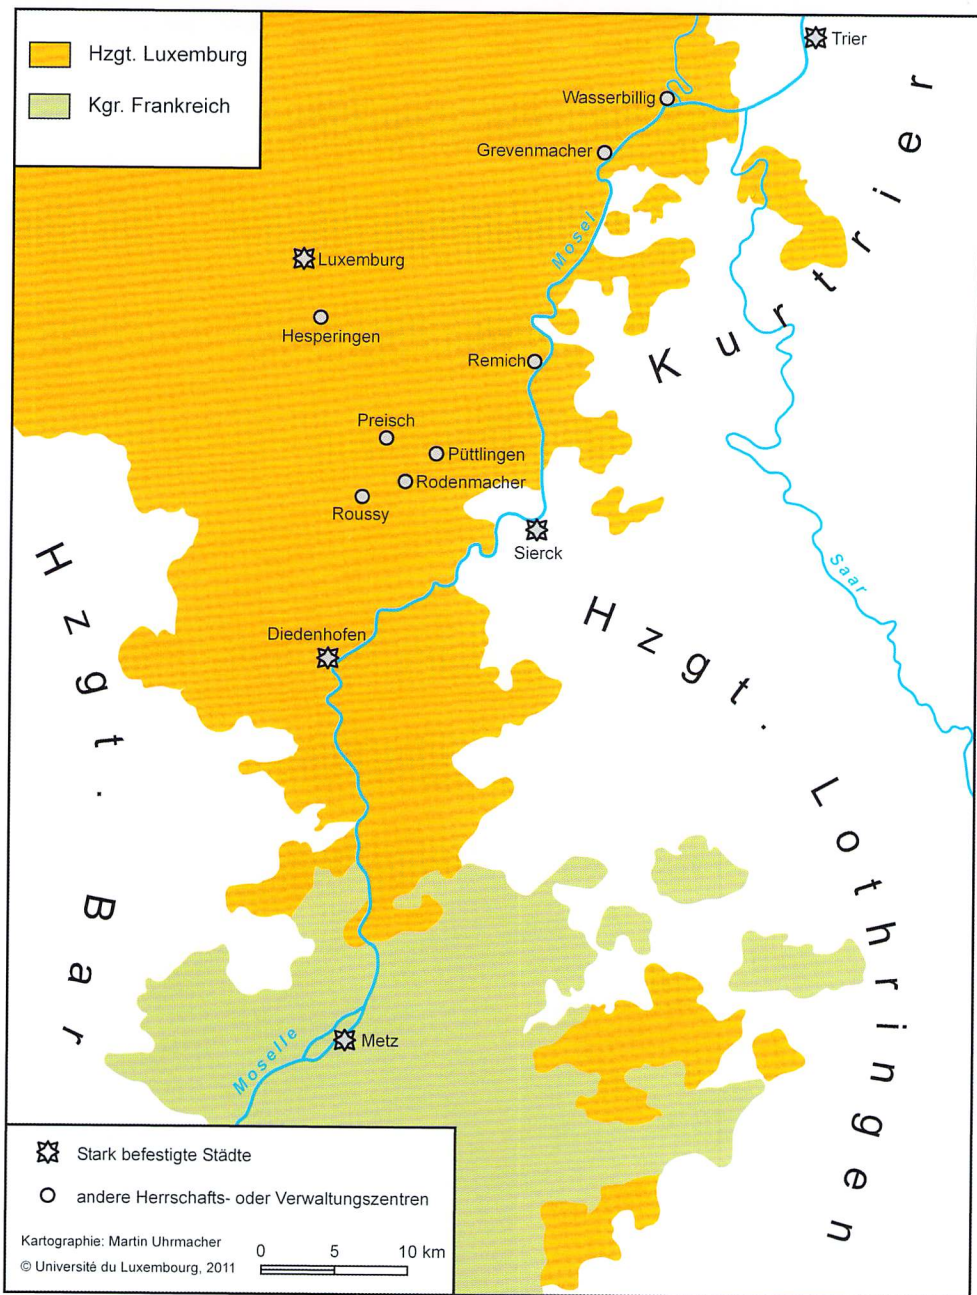 Hzgt. Luxemburg
Kgr. Frankreich
Trier
Wasserbillig
Grevenmacher
Mosel
Luxemburg
Hesperingen
Remich
Kurtrier
Preisch
Püttlingen
Rodenmacher
Roussy
Sierck
Saar
Diedenhofen
Hzgt. Bar
Hzgt. Lothringen
Metz
Moselle
Stark befestigte Städte
andere Herrschafts- oder Verwaltungszentren
Kartographie: Martin Uhrmacher
© Université du Luxembourg, 2011
0 5 10 km